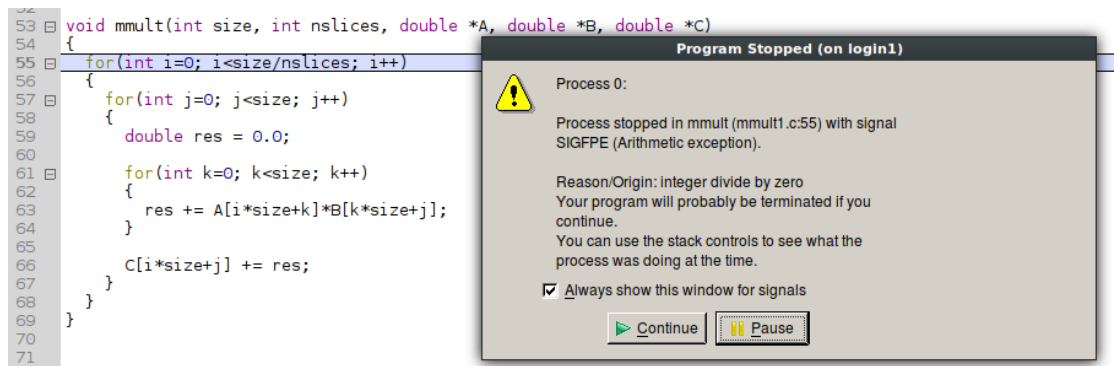 53 void mmult(int size, int nslices, double *A, double *B, double *C)
54 {
55 for(int i=0; i<size/nslices; i++)
56 {
57 for(int j=0; j<size; j++)
58 {
59 double res = 0.0;
60
61 for(int k=0; k<size; k++)
62 {
63 res += A[i*size+k]*B[k*size+j];
64 }
65
66 C[i*size+j] += res;
67 }
68 }
69 }
70
71
Program Stopped (on login1)
Process 0:
Process stopped in mmult (mmult1.c:55) with signal
SIGFPE (Arithmetic exception).
Reason/Origin: integer divide by zero
Your program will probably be terminated if you
continue.
You can use the stack controls to see what the
process was doing at the time.
Always show this window for signals
Continue
Pause